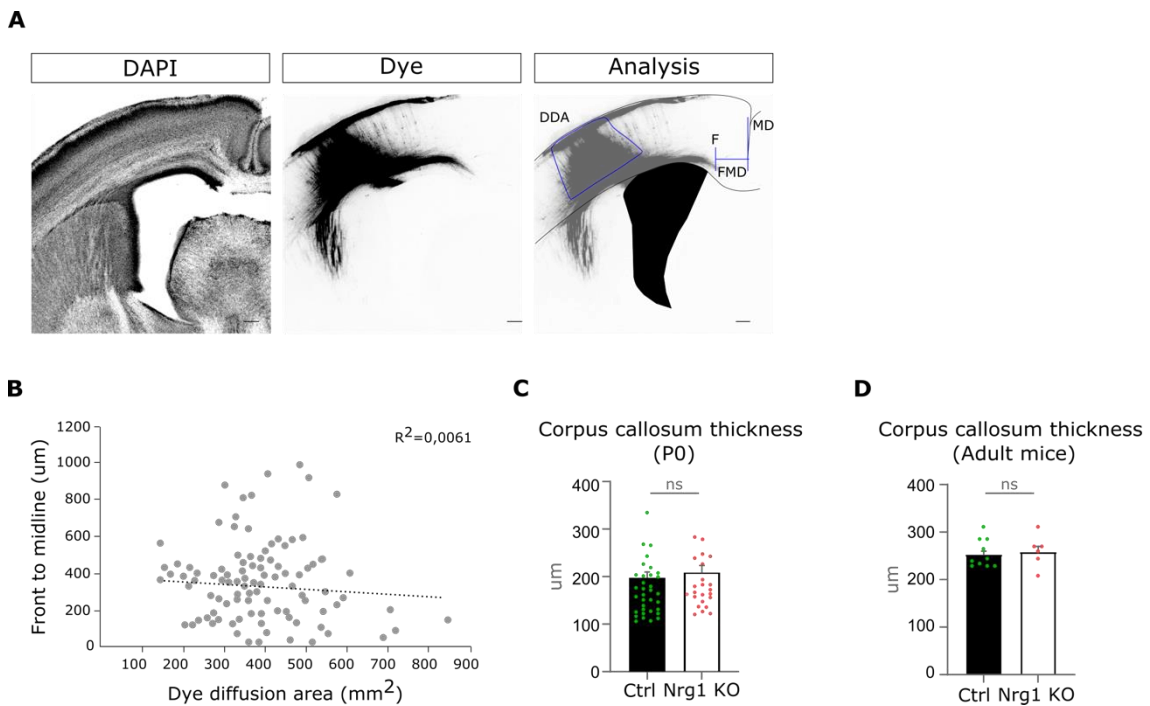 A
DAPI
Dye
Analysis
DDA
F
MD
FMD
B
1200
1000
800
600
400
200
0
Front to midline (um)
R²=0,0061
100 200 300 400 500 600 700 800 900
Dye diffusion area (mm²)
C
Corpus callosum thickness
(P0)
ns
400
300
200
100
0
um
Ctrl Nrg1 KO
D
Corpus callosum thickness
(Adult mice)
ns
400
300
200
100
0
um
Ctrl Nrg1 KO